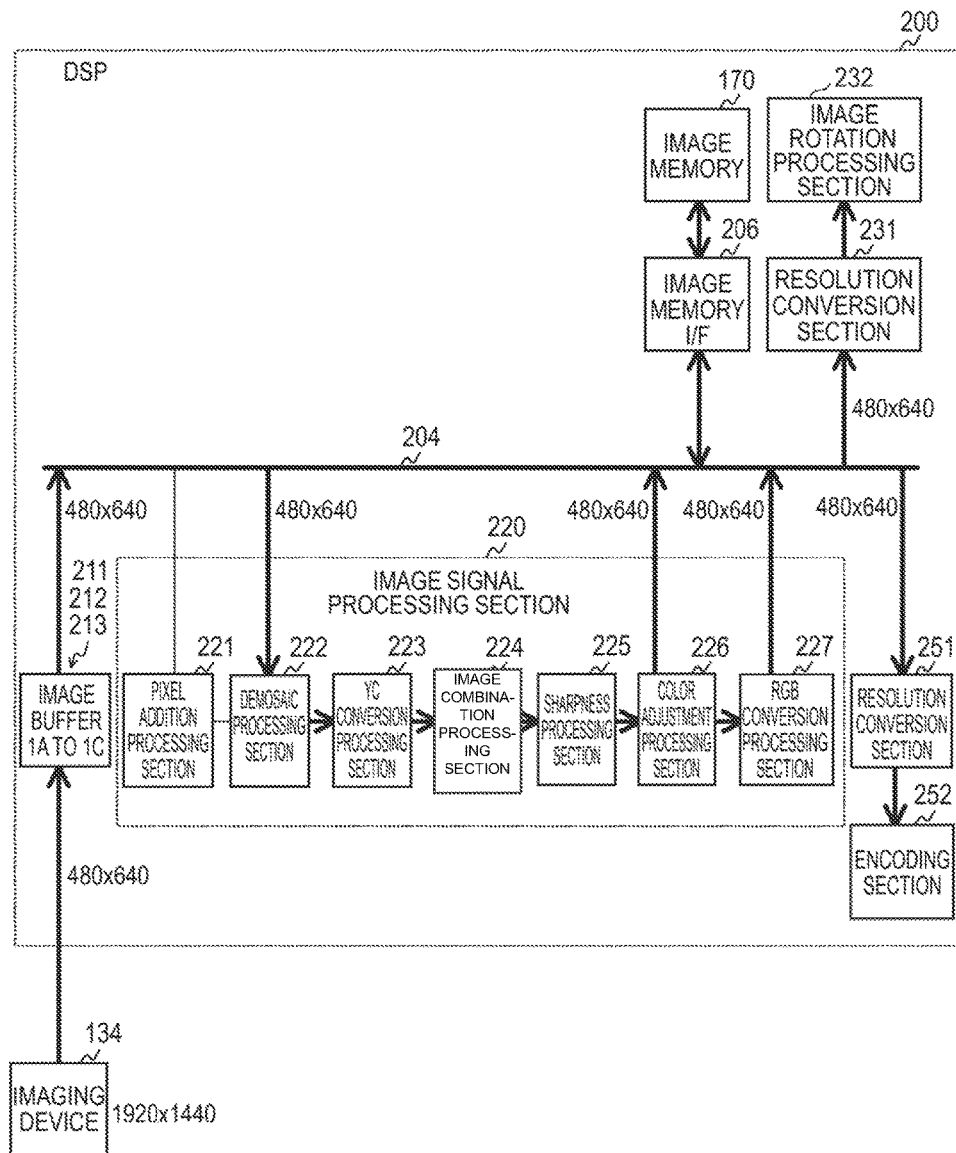 200
DSP
170
232
IMAGE
MEMORY
IMAGE
ROTATION
PROCESSING
SECTION
206
231
IMAGE
MEMORY
I/F
RESOLUTION
CONVERSION
SECTION
480x640
204
480x640
480x640
480x640
480x640
480x640
220
IMAGE SIGNAL
PROCESSING SECTION
211
212
213
221
222
223
224
225
226
227
251
IMAGE
BUFFER
1A TO 1C
PIXEL
ADDITION
PROCESSING
SECTION
DEMOSAIC
PROCESSING
SECTION
YC
CONVERSION
PROCESSING
SECTION
IMAGE
COMBINA-
TION
PROCESS-
ING
SECTION
SHARPNESS
PROCESSING
SECTION
COLOR
ADJUSTMENT
PROCESSING
SECTION
RGB
CONVERSION
PROCESSING
SECTION
RESOLUTION
CONVERSION
SECTION
252
ENCODING
SECTION
480x640
134
IMAGING
DEVICE
1920x1440